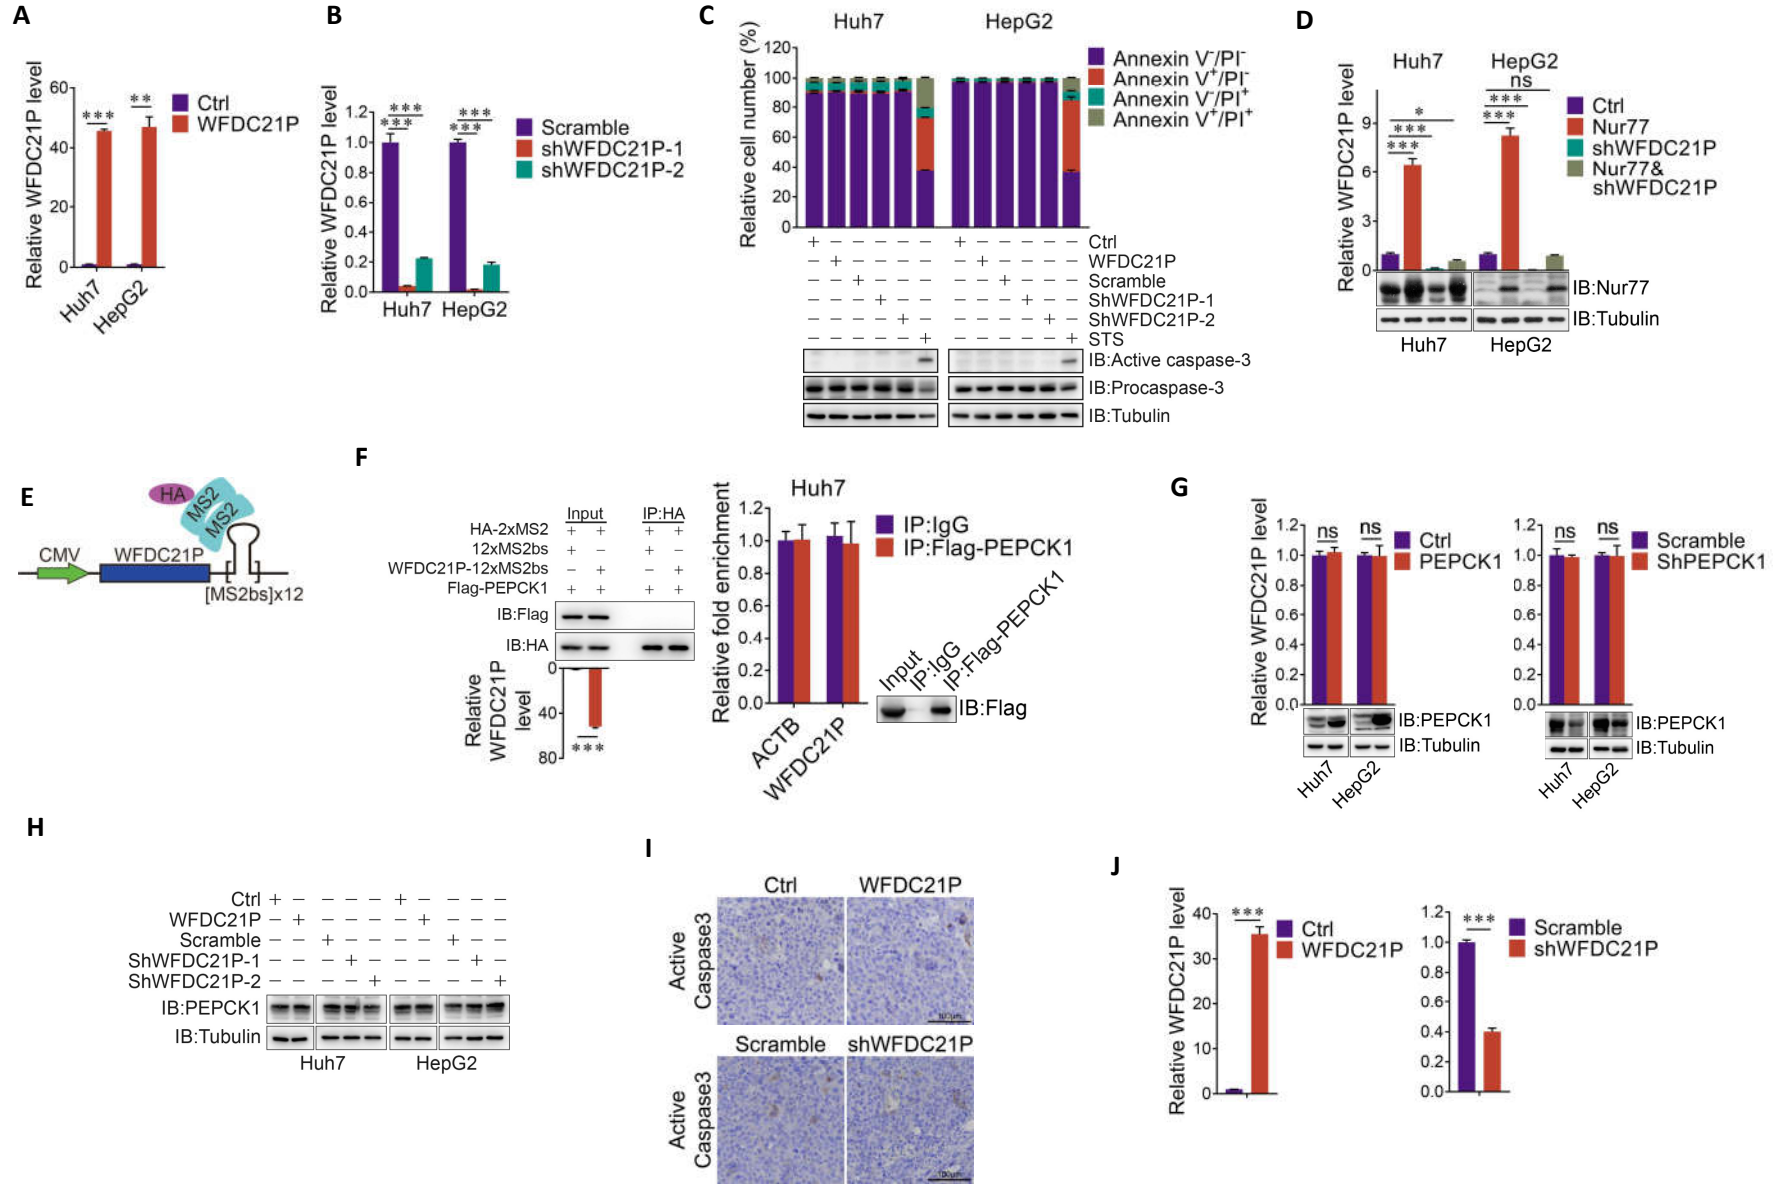 A
Relative WFDC21P level
60
40
20
0
***
**
Ctrl
WFDC21P
Huh7
HepG2
B
Relative WFDC21P level
1.2
1.0
0.8
0.6
0.4
0.2
0.0
***
***
***
***
Scramble
shWFDC21P-1
shWFDC21P-2
Huh7 HepG2
C
Huh7 HepG2
Relative cell number (%)
120
100
80
60
40
20
0
Annexin V-/PI-
Annexin V+/PI-
Annexin V-/PI+
Annexin V+/PI+
+ – – – – – + – – – – – Ctrl
– + – – – – – + – – – – WFDC21P
– – + – – – – – + – – – Scramble
– – – + – – – – – + – – ShWFDC21P-1
– – – – + – – – – – + – ShWFDC21P-2
– – – – – + – – – – – + STS
IB:Active caspase-3
IB:Procaspase-3
IB:Tubulin
D
Huh7 HepG2
Relative WFDC21P level
9
6
3
0
*
***
***
ns
***
***
Ctrl
Nur77
shWFDC21P
Nur77&
shWFDC21P
IB:Nur77
IB:Tubulin
Huh7 HepG2
E
HA
MS2
MS2
CMV WFDC21P
[MS2bs]x12
F
Input IP:HA
HA-2xMS2 + + + +
12xMS2bs + – + –
WFDC21P-12xMS2bs – + – +
Flag-PEPCK1 + + + +
IB:Flag
IB:HA
Relative
WFDC21P
level
0
40
80
***
Huh7
Relative fold enrichment
1.2
1.0
0.8
0.6
0.4
0.2
0.0
IP:IgG
IP:Flag-PEPCK1
ACTB
WFDC21P
Input
IP:IgG
IP:Flag-PEPCK1
IB:Flag
G
Relative WFDC21P level
1.2
1.0
0.8
0.6
0.4
0.2
0.0
ns ns
Ctrl
PEPCK1
IB:PEPCK1
IB:Tubulin
Huh7
HepG2
1.2
1.0
0.8
0.6
0.4
0.2
0.0
ns ns
Scramble
ShPEPCK1
IB:PEPCK1
IB:Tubulin
Huh7
HepG2
H
Ctrl + – – – – + – – – –
WFDC21P – + – – – – + – – –
Scramble – – + – – – – + – –
ShWFDC21P-1 – – – + – – – – + –
ShWFDC21P-2 – – – – + – – – – +
IB:PEPCK1
IB:Tubulin
Huh7 HepG2
I
Ctrl WFDC21P
Active
Caspase3
100μm
Scramble shWFDC21P
Active
Caspase3
100μm
J
Relative WFDC21P level
40
30
20
10
0
***
Ctrl
WFDC21P
1.2
1.0
0.8
0.6
0.4
0.2
0.0
***
Scramble
shWFDC21P